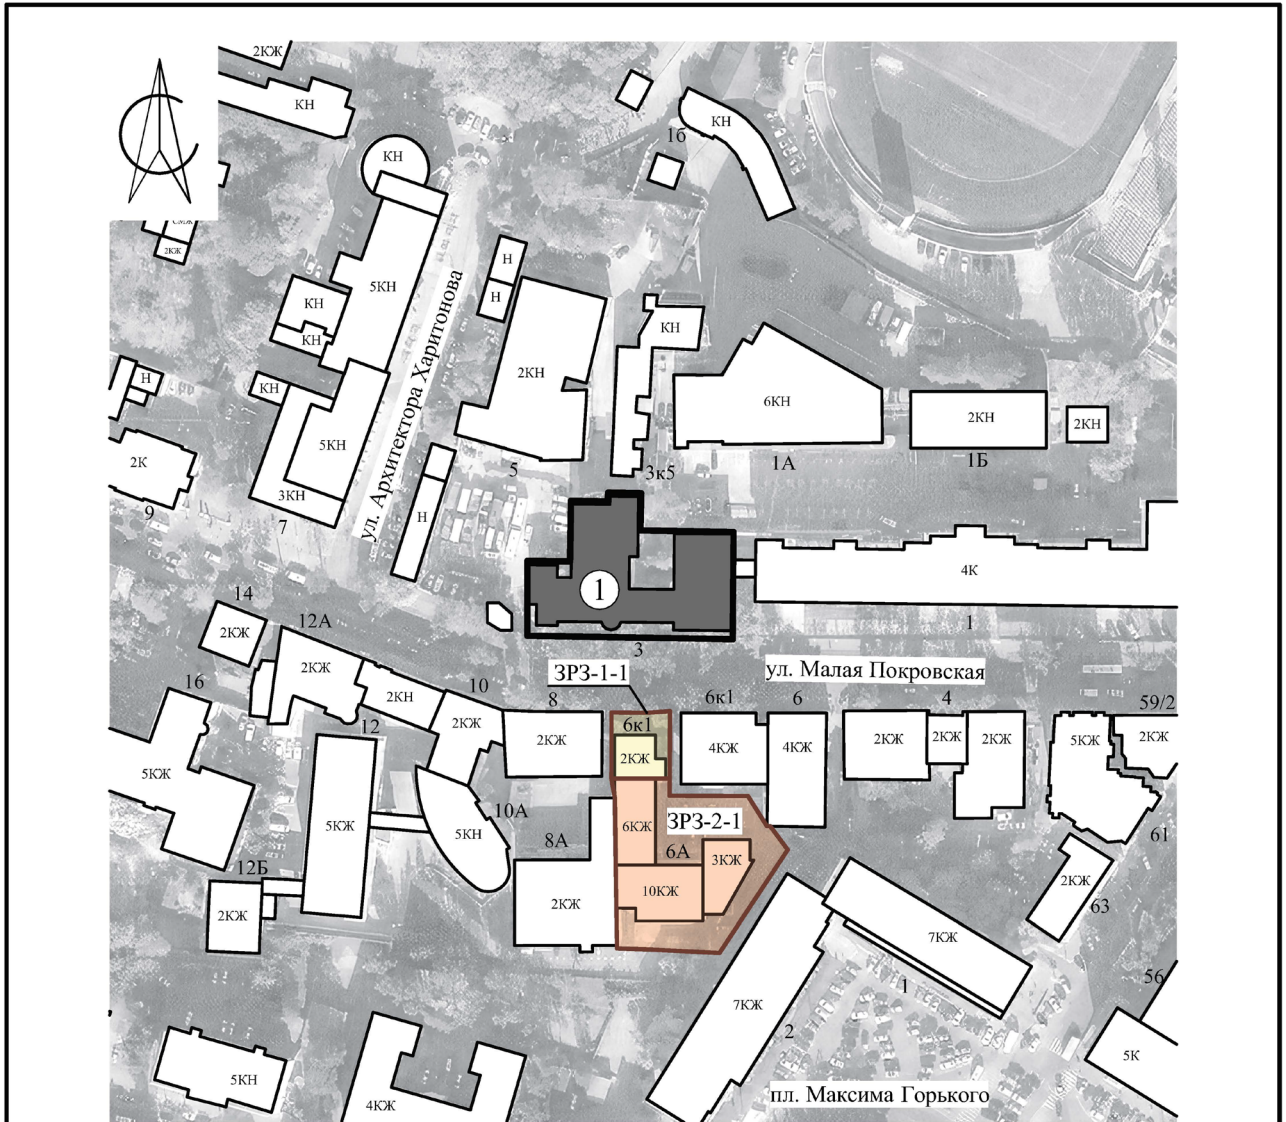 2КЖ
КН
КН
1б
КН
СМЖ
2КЖ
Н
Н
5КН
КН
КН
КН
ул. Архитектора Харитонова
2КН
6КН
2КН
2КН
1А
1Б
Н
КН
5КН
2К
9
3КН
7
5
3к5
Н
1
4К
1
3
14
2КЖ
12А
2КЖ
ЗРЗ-1-1
ул. Малая Покровская
16
2КН
10
2КЖ
12
8
2КЖ
6к1
2КЖ
6к1
4КЖ
6
4КЖ
4
2КЖ
2КЖ
2КЖ
59/2
5КЖ
2КЖ
5КЖ
5КЖ
5КН
10А
8А
6КЖ
ЗРЗ-2-1
6А
3КЖ
61
12Б
2КЖ
2КЖ
10КЖ
2КЖ
63
7КЖ
1
56
7КЖ
2
5К
5КН
4КЖ
пл. Максима Горького